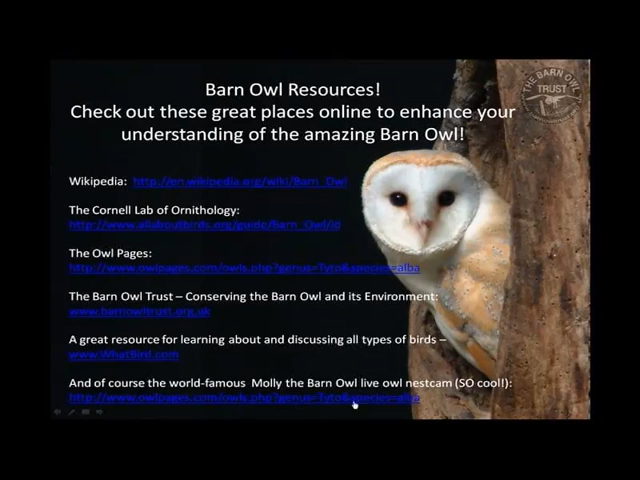 THE BARN OWL
TRUST
Barn Owl Resources!
Check out these great places online to enhance your
understanding of the amazing Barn Owl!
Wikipedia: http://en.wikipedia.org/wiki/Barn_Owl
The Cornell Lab of Ornithology:
http://www.allaboutbirds.org/guide/Barn_Owl/id
The Owl Pages:
http://www.owlpages.com/owls.php?genus=Tyto&species=alba
The Barn Owl Trust – Conserving the Barn Owl and its Environment:
www.barnowltrust.org.uk
A great resource for learning about and discussing all types of birds –
www.WhatBird.com
And of course the world-famous Molly the Barn Owl live owl nestcam (SO cool!):
http://www.owlpages.com/owls.php?genus=Tyto&species=alba